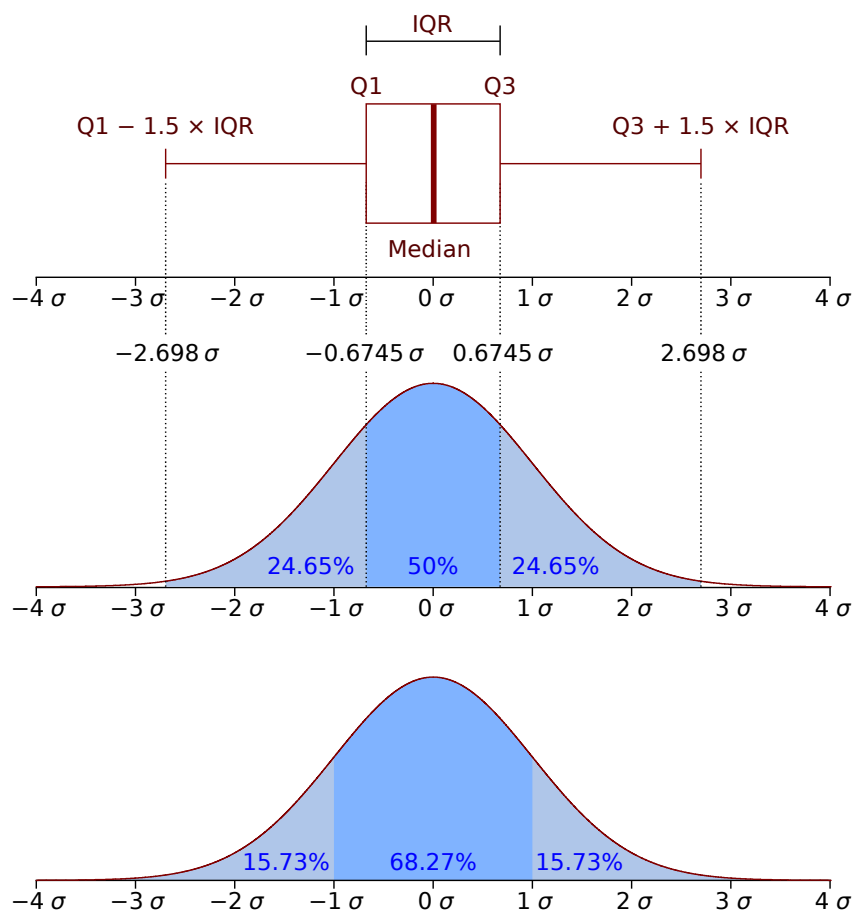 IQR
Q1 Q3
Q1 − 1.5 × IQR Q3 + 1.5 × IQR
Median
−4 σ −3 σ −2 σ −1 σ 0 σ 1 σ 2 σ 3 σ 4 σ
−2.698 σ −0.6745 σ 0.6745 σ 2.698 σ
24.65% 50% 24.65%
−4 σ −3 σ −2 σ −1 σ 0 σ 1 σ 2 σ 3 σ 4 σ
15.73% 68.27% 15.73%
−4 σ −3 σ −2 σ −1 σ 0 σ 1 σ 2 σ 3 σ 4 σ